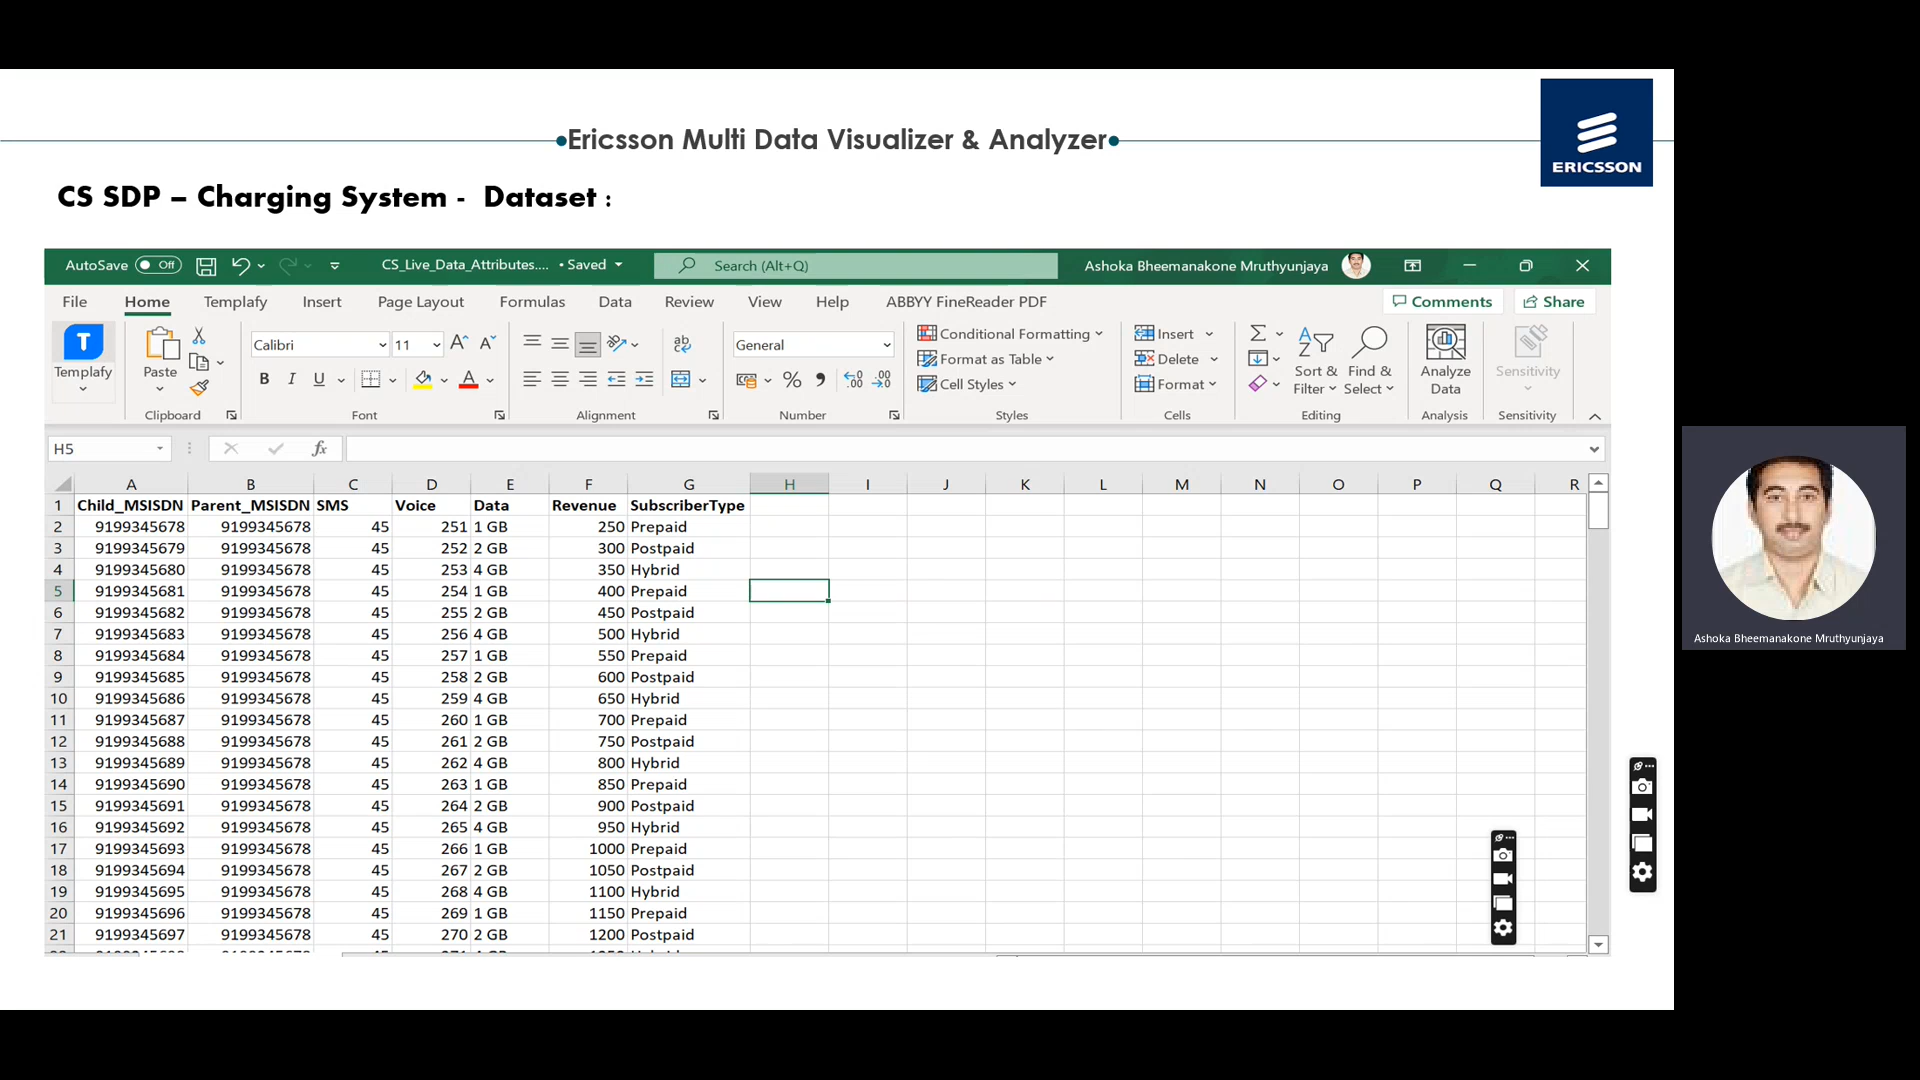 Ericsson Multi Data Visualizer & Analyzer
ERICSSON
CS SDP – Charging System - Dataset :
AutoSave Off CS_Live_Data_Attributes.... • Saved Search (Alt+Q) Ashoka Bheemanakone Mruthyunjaya
File Home Templafy Insert Page Layout Formulas Data Review View Help ABBYY FineReader PDF Comments Share
T Templafy Paste Calibri 11 General Conditional Formatting Format as Table Cell Styles Insert Delete Format Sort & Filter Find & Select Analyze Data Sensitivity
B I U ab % 
Clipboard Font Alignment Number Styles Cells Editing Analysis Sensitivity
H5 fx
A B C D E F G H I J K L M N O P Q R
1 Child_MSISDN Parent_MSISDN SMS Voice Data Revenue SubscriberType
2 9199345678 9199345678 45 251 1 GB 250 Prepaid
3 9199345679 9199345678 45 252 2 GB 300 Postpaid
4 9199345680 9199345678 45 253 4 GB 350 Hybrid
5 9199345681 9199345678 45 254 1 GB 400 Prepaid
6 9199345682 9199345678 45 255 2 GB 450 Postpaid
7 9199345683 9199345678 45 256 4 GB 500 Hybrid
8 9199345684 9199345678 45 257 1 GB 550 Prepaid
9 9199345685 9199345678 45 258 2 GB 600 Postpaid
10 9199345686 9199345678 45 259 4 GB 650 Hybrid
11 9199345687 9199345678 45 260 1 GB 700 Prepaid
12 9199345688 9199345678 45 261 2 GB 750 Postpaid
13 9199345689 9199345678 45 262 4 GB 800 Hybrid
14 9199345690 9199345678 45 263 1 GB 850 Prepaid
15 9199345691 9199345678 45 264 2 GB 900 Postpaid
16 9199345692 9199345678 45 265 4 GB 950 Hybrid
17 9199345693 9199345678 45 266 1 GB 1000 Prepaid
18 9199345694 9199345678 45 267 2 GB 1050 Postpaid
19 9199345695 9199345678 45 268 4 GB 1100 Hybrid
20 9199345696 9199345678 45 269 1 GB 1150 Prepaid
21 9199345697 9199345678 45 270 2 GB 1200 Postpaid
Ashoka Bheemanakone Mruthyunjaya